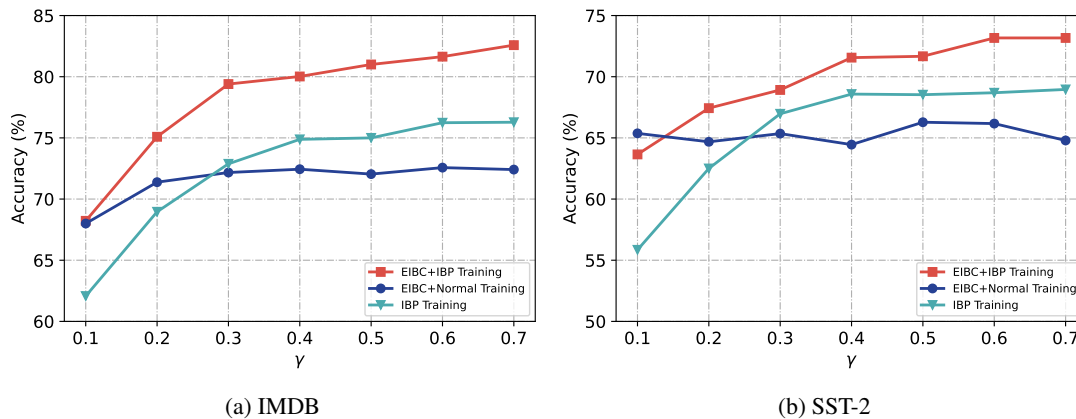 85
80
75
70
65
60
Accuracy (%)
0.1 0.2 0.3 0.4 0.5 0.6 0.7
γ
EIBC+IBP Training
EIBC+Normal Training
IBP Training
(a) IMDB
75
70
65
60
55
50
Accuracy (%)
0.1 0.2 0.3 0.4 0.5 0.6 0.7
γ
EIBC+IBP Training
EIBC+Normal Training
IBP Training
(b) SST-2